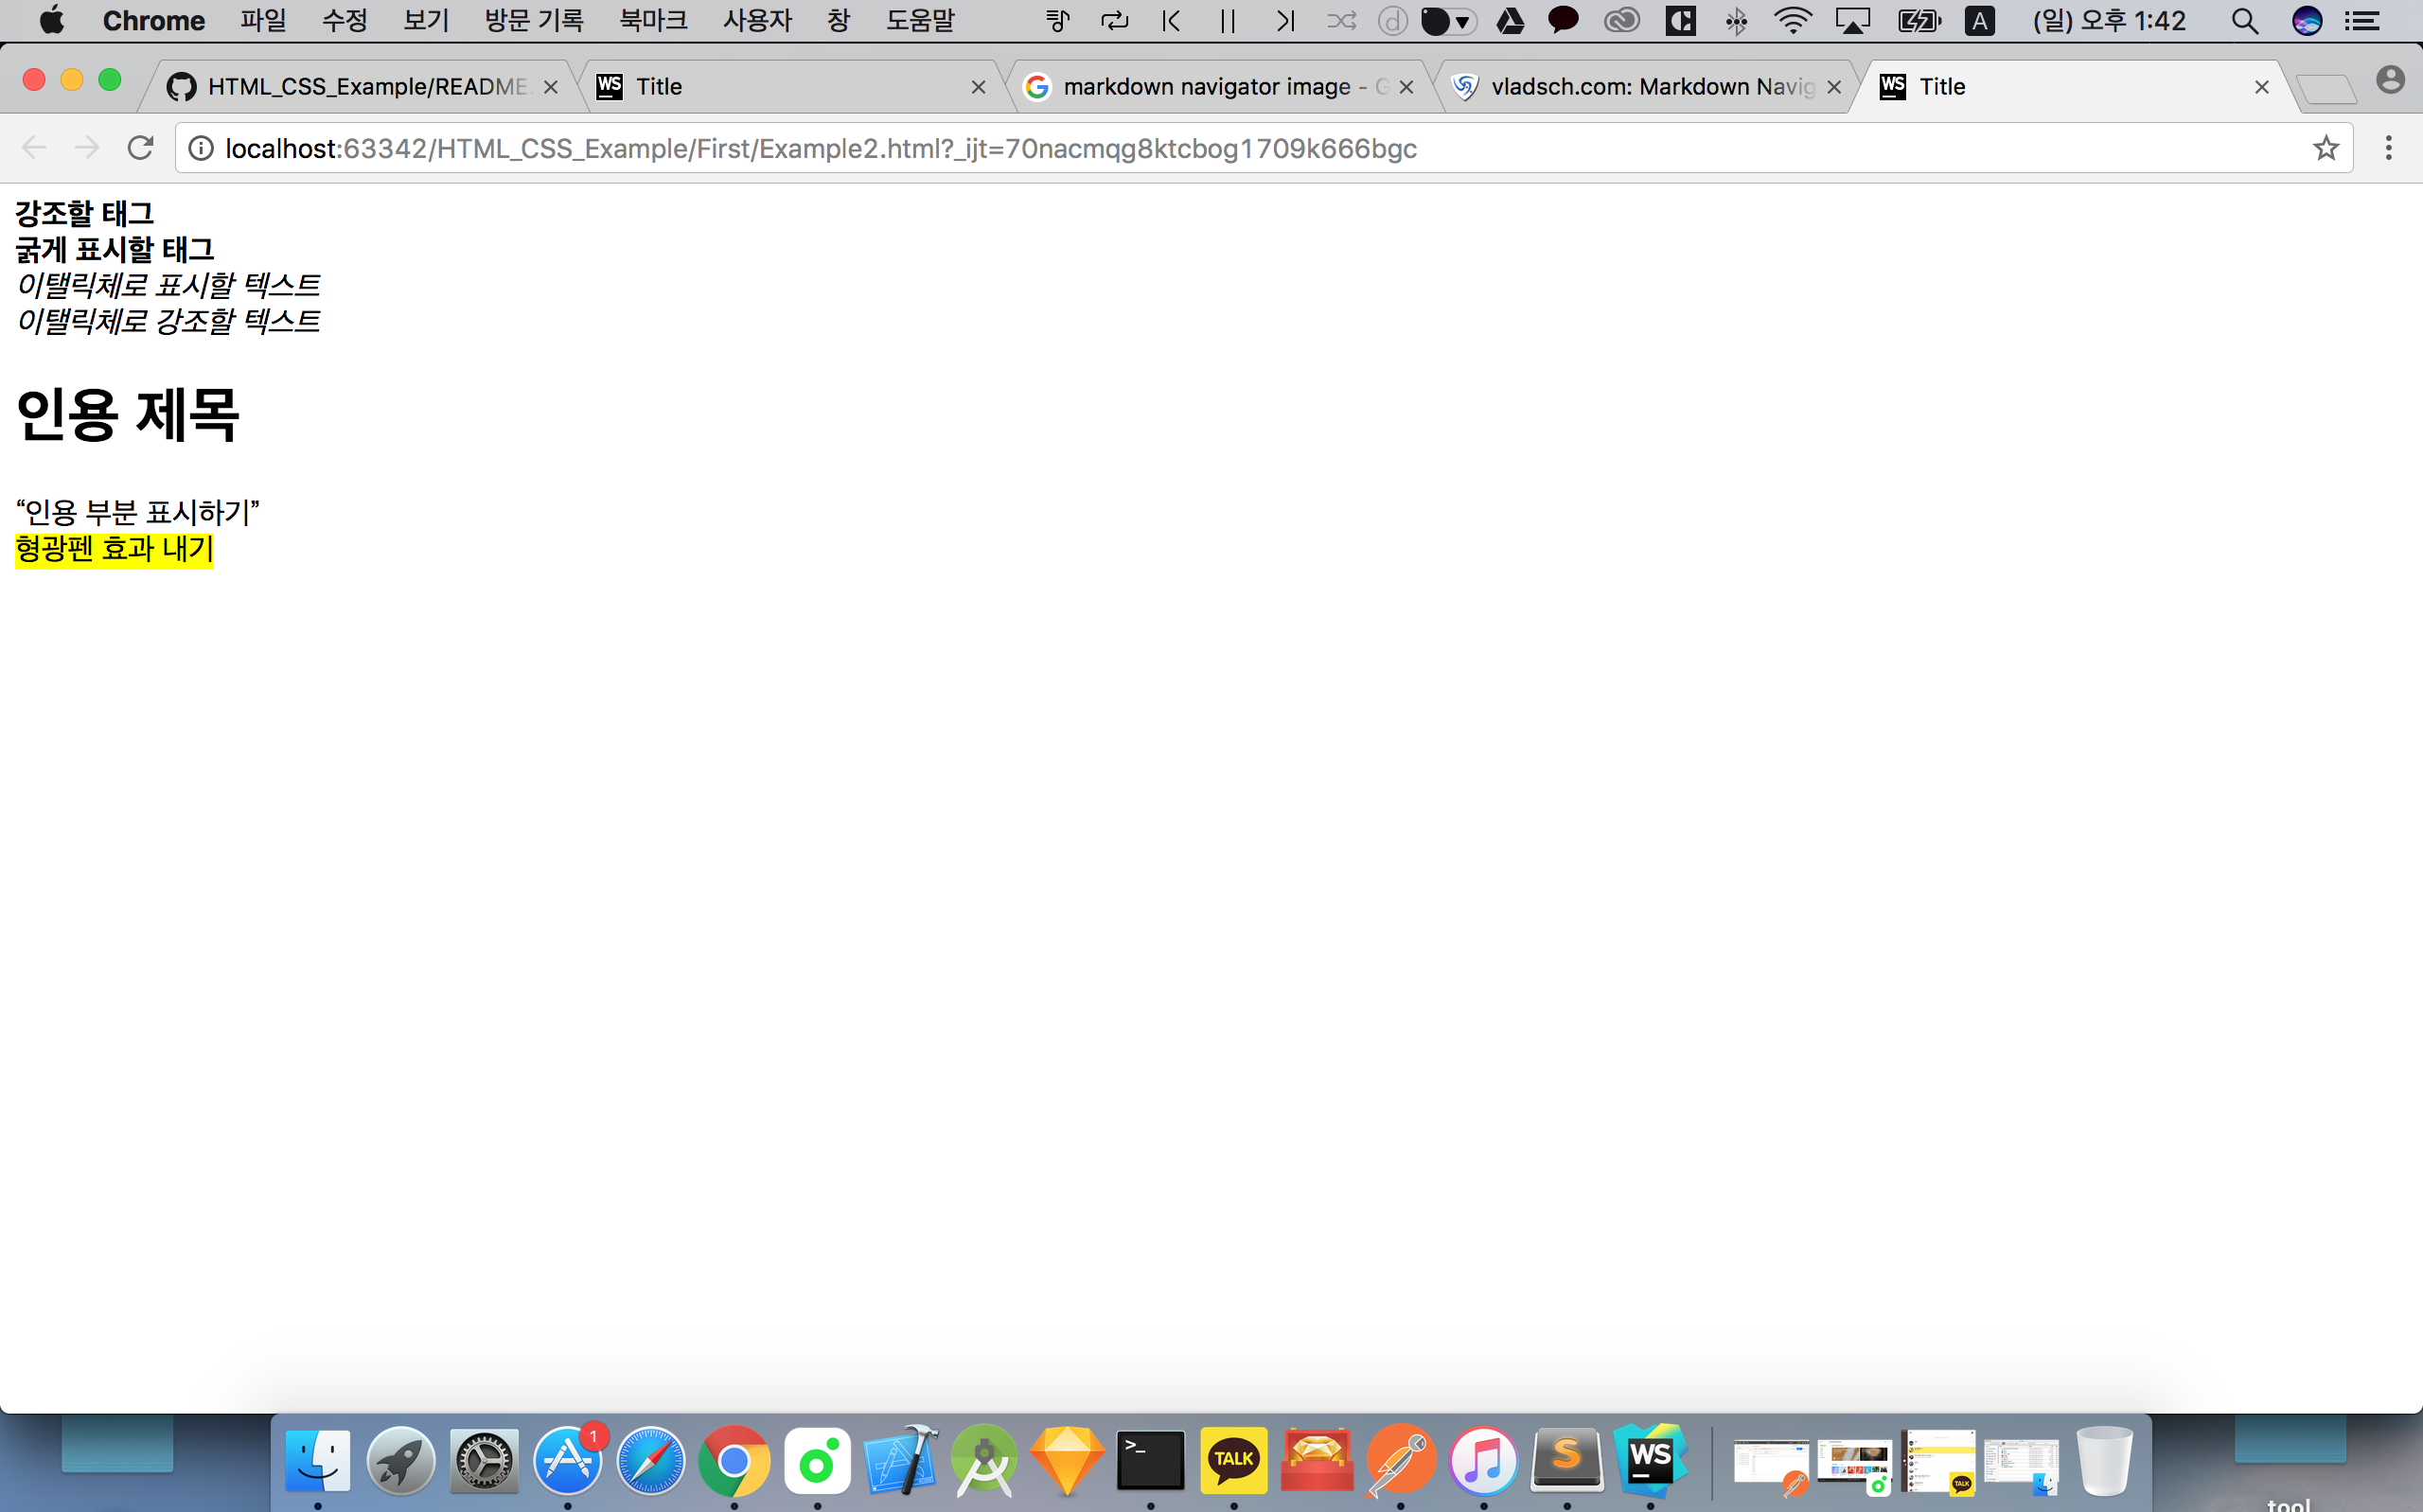 Chrome 파일 수정 보기 방문 기록 북마크 사용자 창 도움말 A (일) 오후 1:42
HTML_CSS_Example/README. WS Title markdown navigator image - G vladsch.com: Markdown Navig WS Title
localhost:63342/HTML_CSS_Example/First/Example2.html?_ijt=70nacmqg8ktcbog1709k666bgc
강조할 태그
굵게 표시할 태그
이탤릭체로 표시할 텍스트
이탤릭체로 강조할 텍스트
인용 제목
“인용 부분 표시하기”
형광펜 효과 내기
1
>_ TALK S WS
tool